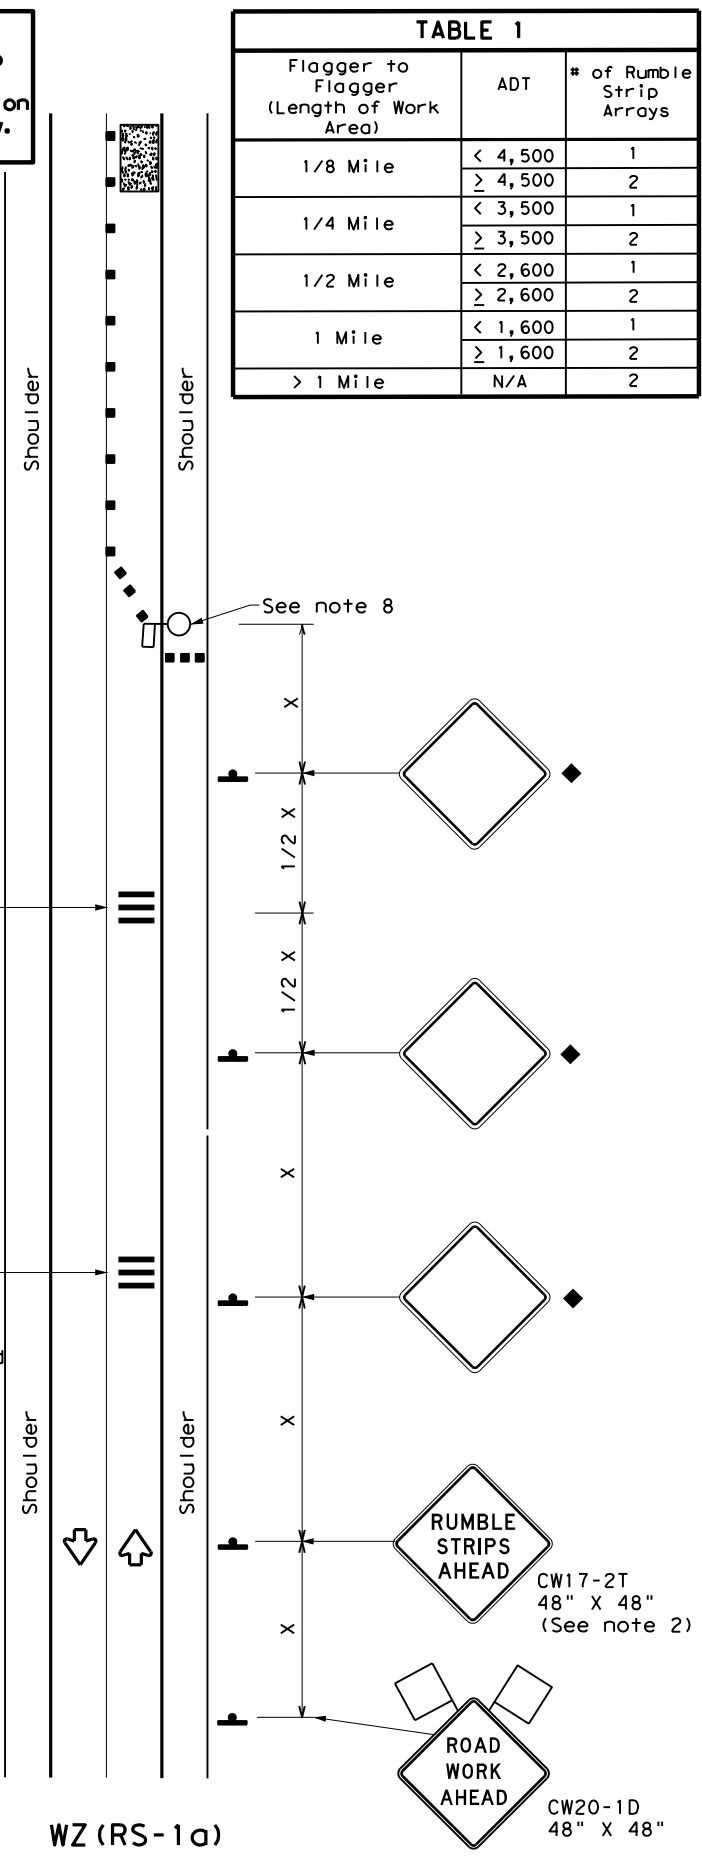 on
TABLE 1
Flagger to
Flagger
(Length of Work
Area)
ADT
# of Rumble
Strip
Arrays
1/8 Mile
< 4,500
1
≥ 4,500
2
1/4 Mile
< 3,500
1
≥ 3,500
2
1/2 Mile
< 2,600
1
≥ 2,600
2
1 Mile
< 1,600
1
≥ 1,600
2
> 1 Mile
N/A
2
Shoulder
Shoulder
See note 8
X
1/2 X
1/2 X
X
X
Shoulder
Shoulder
RUMBLE
STRIPS
AHEAD
CW17-2T
48" X 48"
(See note 2)
X
ROAD
WORK
AHEAD
CW20-1D
48" X 48"
WZ(RS-1a)